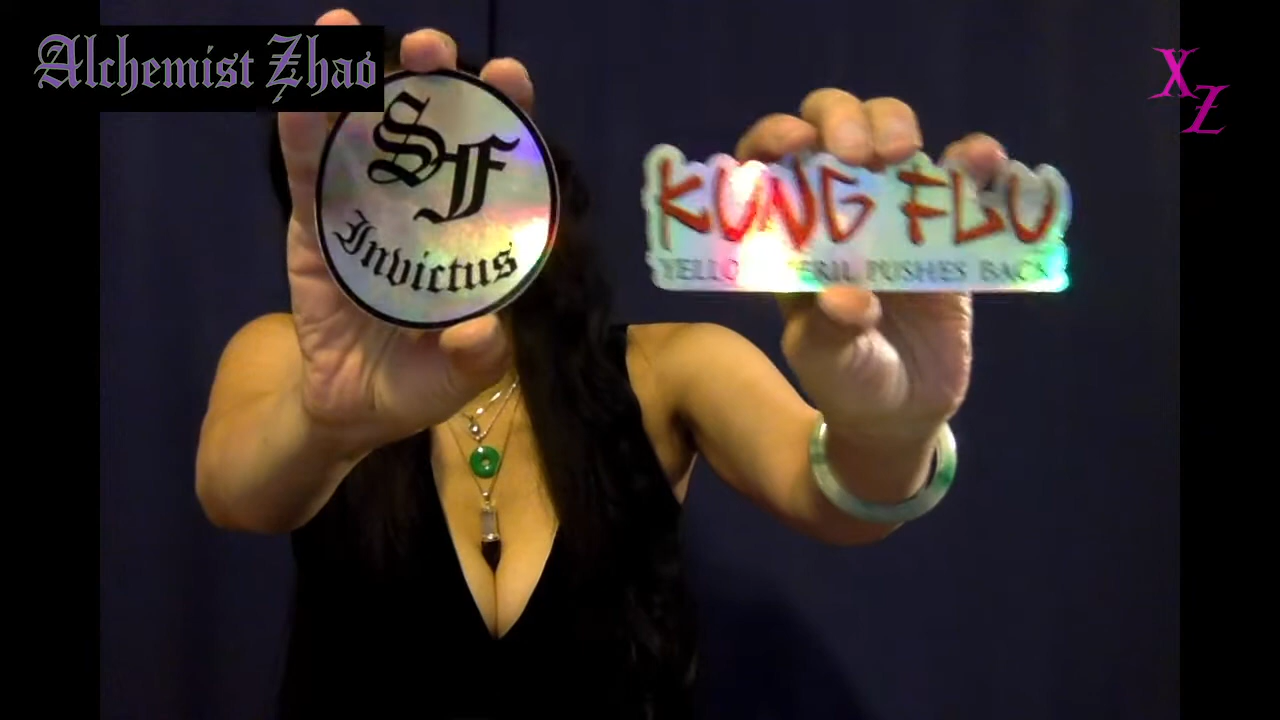 Alchemist Zhao
XZ
SF
Invictus
KUNG FLU
PUSHES BACK